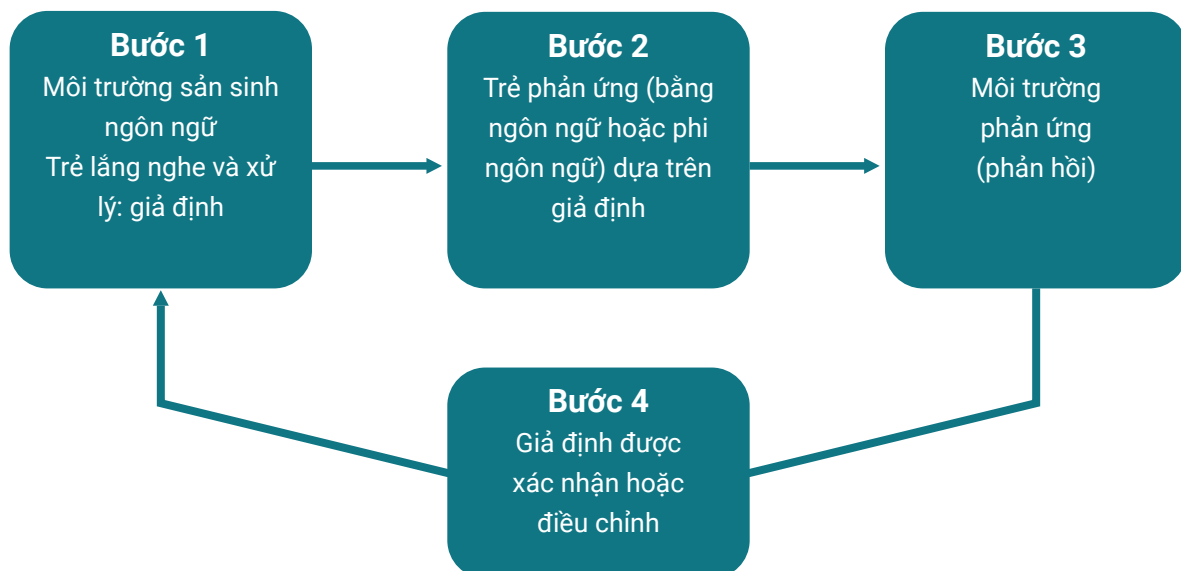 Bước 1
Môi trường sản sinh
ngôn ngữ
Trẻ lắng nghe và xử
lý: giả định
Bước 2
Trẻ phản ứng (bằng
ngôn ngữ hoặc phi
ngôn ngữ) dựa trên
giả định
Bước 3
Môi trường
phản ứng
(phản hồi)
Bước 4
Giả định được
xác nhận hoặc
điều chỉnh